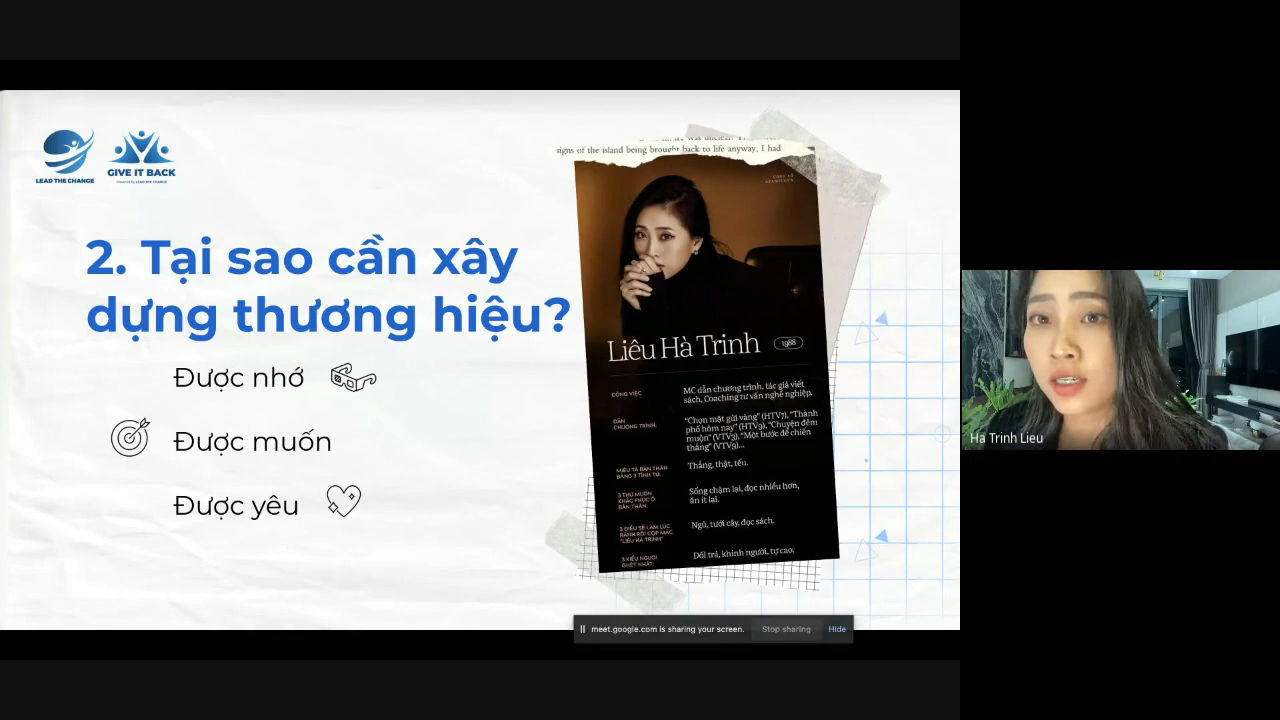 LEAD THE CHANGE
GIVE IT BACK
Powered by LEAD THE CHANGE
2. Tại sao cần xây
dựng thương hiệu?
Được nhớ
Được muốn
Được yêu
signs of the island being brought back to life anyway, I had
Liêu Hà Trinh
1988
CÔNG VIỆC
MC dẫn chương trình, tác giả viết
sách, Coaching tư vấn nghề nghiệp.
DẪN
CHƯƠNG TRÌNH:
“Chọn mặt gửi vàng” (HTV7), “Thành
phố hôm nay” (HTV9), “Chuyện đêm
muộn” (VTV3), “Một bước để chiến
thắng” (VTV9)...
MIÊU TẢ BẢN THÂN
BẰNG 3 TÍNH TỪ:
Thẳng, thật, tếu.
3 THỨ MUỐN
KHẮC PHỤC Ở
BẢN THÂN:
Sống chậm lại, đọc nhiều hơn,
ăn ít lại.
3 ĐIỀU SẼ LÀM LÚC
RẢNH RỖI CỘP MÁC
“LIÊU HÀ TRINH”
Ngủ, tưới cây, đọc sách.
3 KIỂU NGƯỜI
GHÉT NHẤT:
Dối trá, khinh người, tự cao.
meet.google.com is sharing your screen.
Stop sharing
Hide
Ha Trinh Lieu